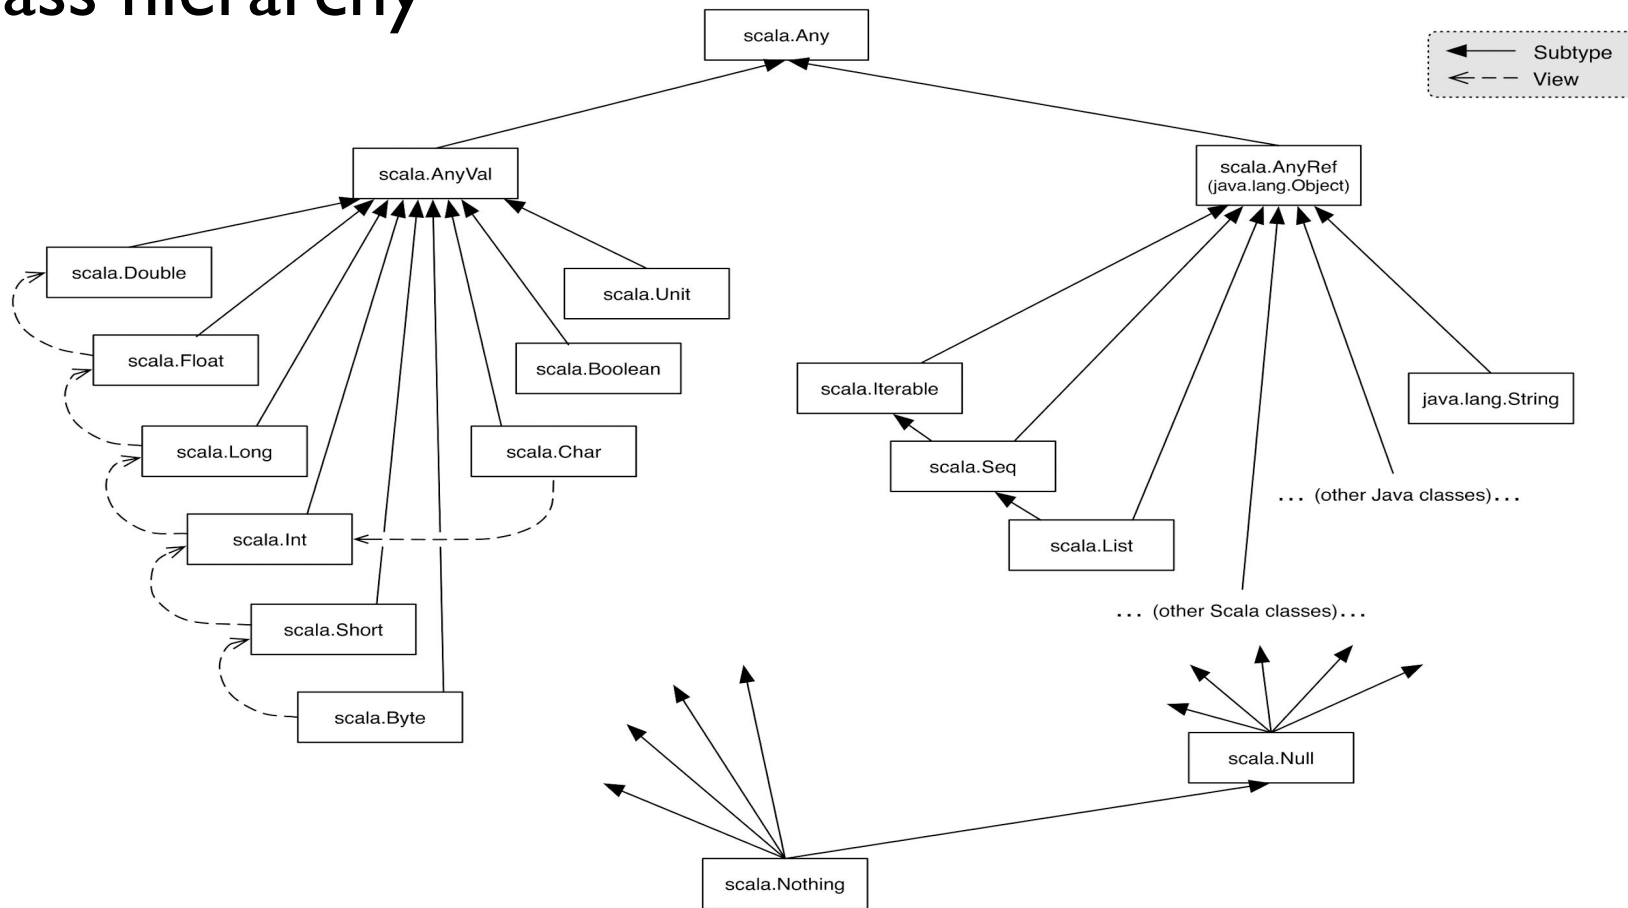 ass hierarchy
scala.Any
Subtype
View
scala.AnyVal
scala.AnyRef
(java.lang.Object)
scala.Double
scala.Unit
scala.Float
scala.Boolean
scala.Iterable
java.lang.String
scala.Long
scala.Char
scala.Seq
... (other Java classes)...
scala.Int
scala.List
... (other Scala classes)...
scala.Short
scala.Byte
scala.Null
scala.Nothing